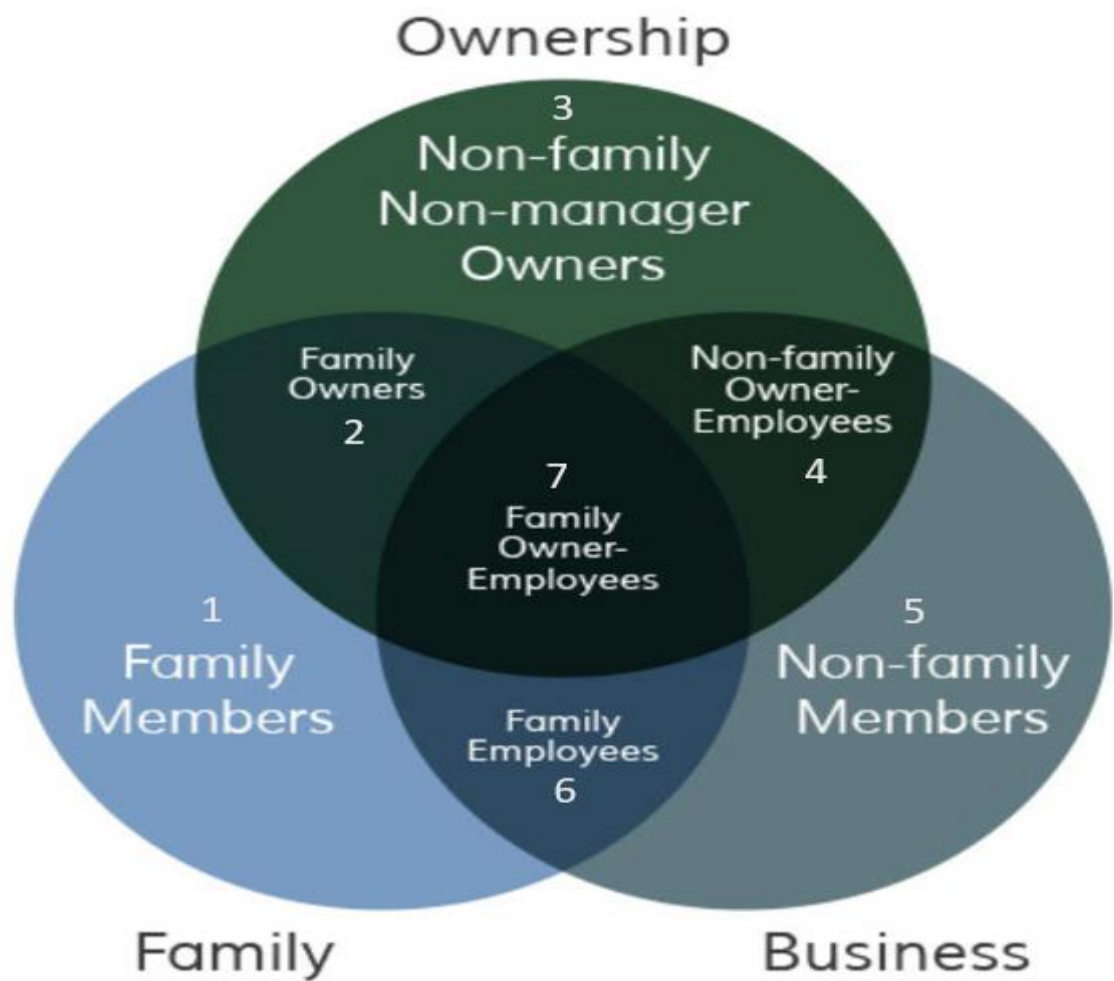 Ownership
3
Non-family
Non-manager
Owners
Family
Owners
2
Non-family
Owner-
Employees
4
7
Family
Owner-
Employees
1
Family
Members
5
Non-family
Members
Family
Employees
6
Family
Business